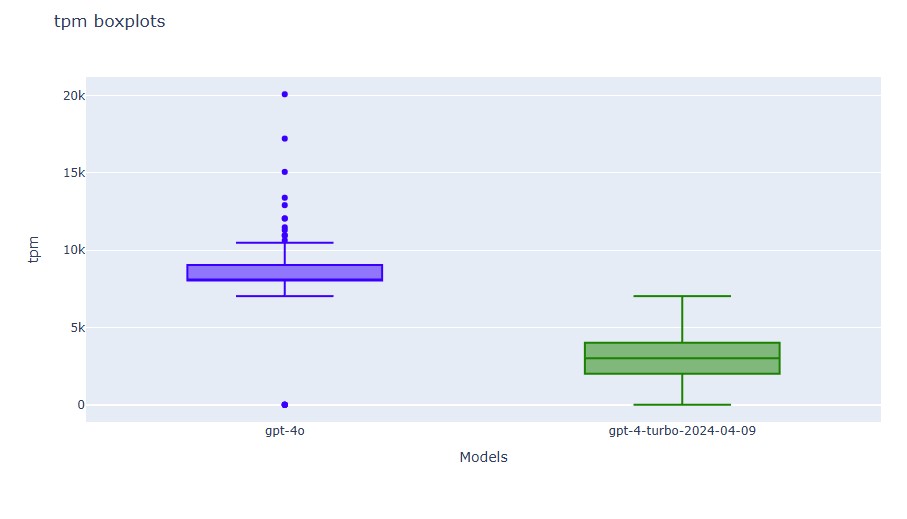 tpm boxplots
20k
15k
10k
5k
0
tpm
gpt-4o
gpt-4-turbo-2024-04-09
Models